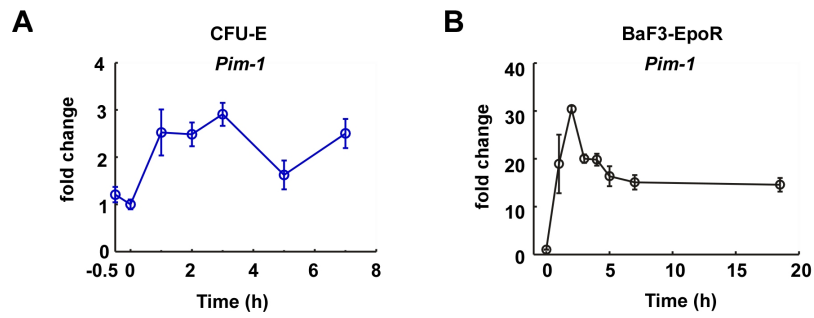 A
CFU-E
Pim-1
fold change
4
3
2
1
0
-0.5 0 2 4 6 8
Time (h)
B
BaF3-EpoR
Pim-1
fold change
40
30
20
10
0
0 5 10 15 20
Time (h)